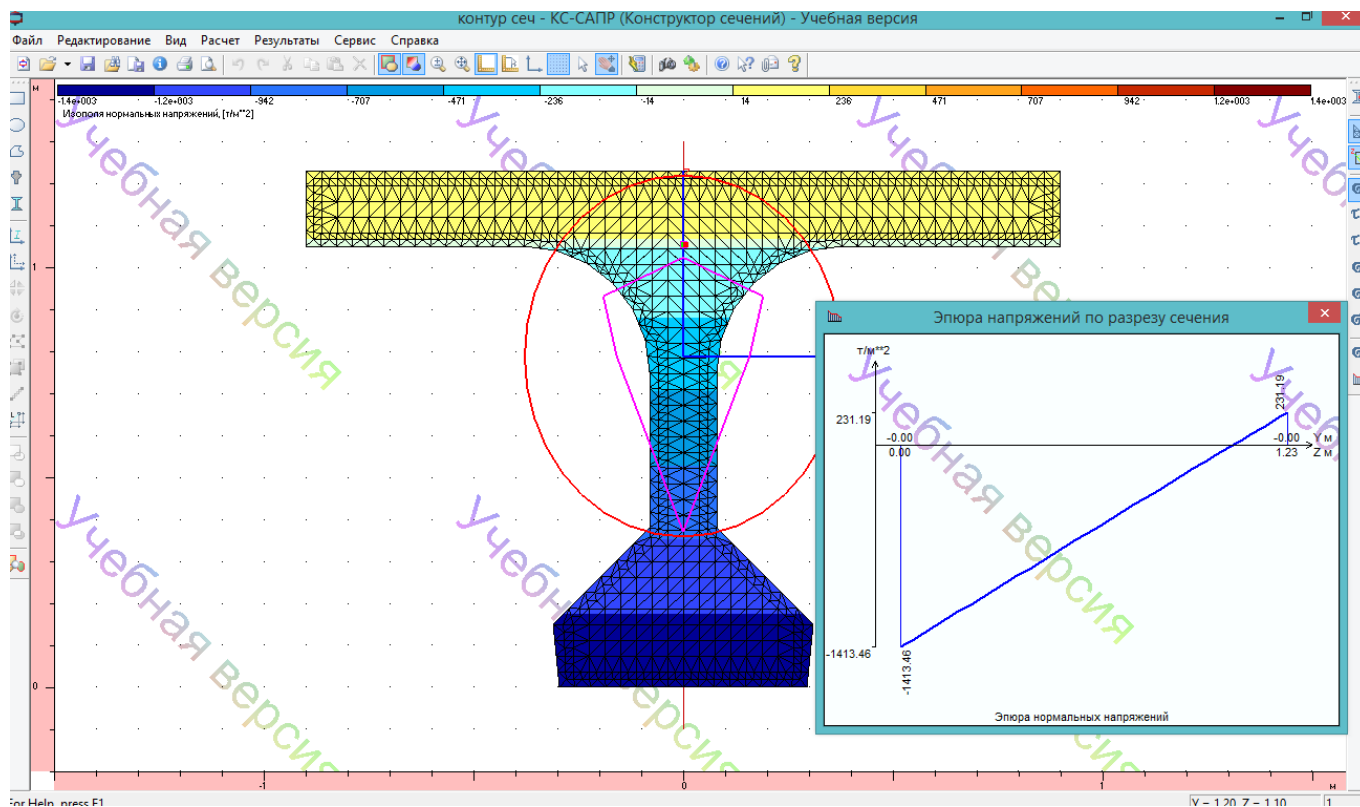 контур сеч - КС-САПР (Конструктор сечений) - Учебная версия
Файл Редактирование Вид Расчет Результаты Сервис Справка
м
-1.4e+003 -1.2e+003 -942 -707 -471 -236 -14 14 236 471 707 942 1.2e+003 1.4e+003
Изополя нормальных напряжений, [т/м**2]
Учебная версия
Учебная версия
Учебная
1
Эпюра напряжений по разрезу сечения
т/м**2
231.19
231.19
-0.00
-0.00
Y м
0.00
1.23
Z м
-1413.46
-1413.46
Эпюра нормальных напряжений
Учебная версия
Учебная версия
0
-1
0
1
м
For Help, press F1
Y = 1.20, Z = 1.10
1